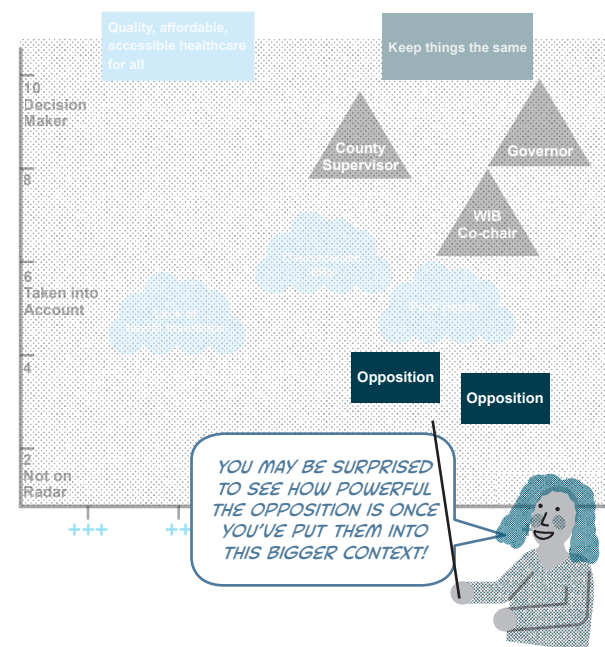 Quality, affordable,
accessible healthcare
for all
Keep things the same
10
Decision
Maker
County
Supervisor
Governor
8
WIB
Co-chair
6
Taken into
Account
Lack of
4
Opposition
Opposition
2
Not on
Radar
YOU MAY BE SURPRISED
TO SEE HOW POWERFUL
THE OPPOSITION IS ONCE
YOU'VE PUT THEM INTO
THIS BIGGER CONTEXT!
+++
++